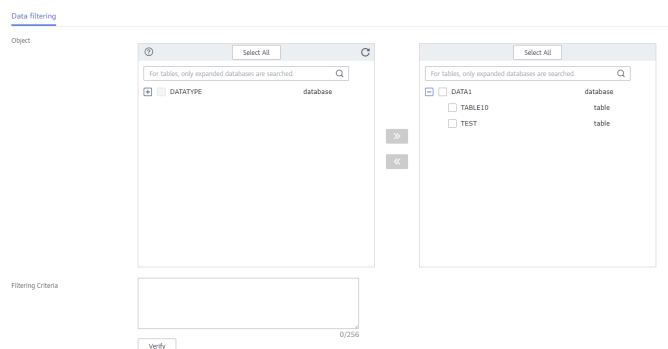 Data filtering
Object
Select All
For tables, only expanded databases are searched.
DATATYPE database
Select All
For tables, only expanded databases are searched.
DATA1 database
TABLE10 table
TEST table
Filtering Criteria
0/256
Verify